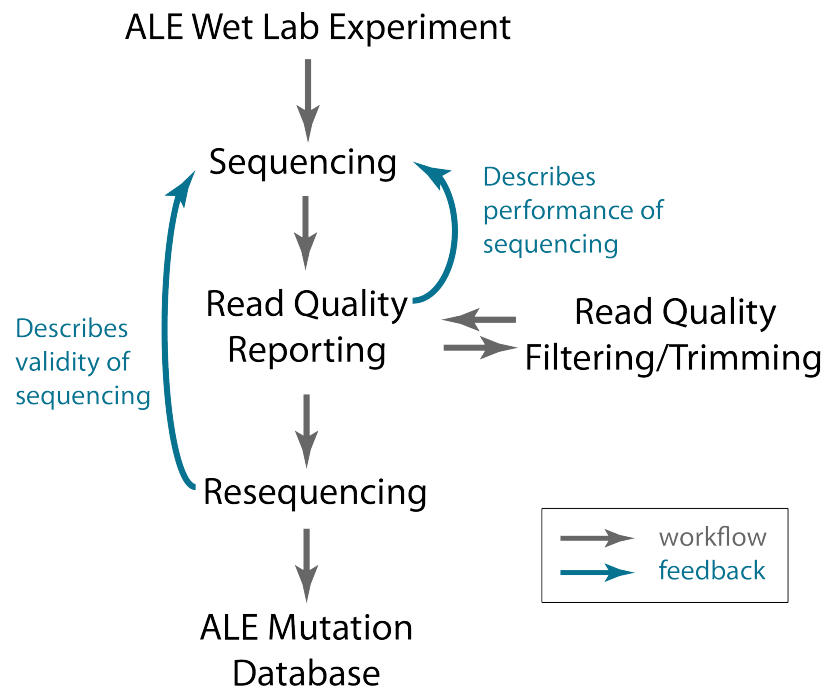 ALE Wet Lab Experiment
Sequencing
Describes
performance of
sequencing
Read Quality
Reporting
Read Quality
Filtering/Trimming
Describes
validity of
sequencing
Resequencing
workflow
feedback
ALE Mutation
Database